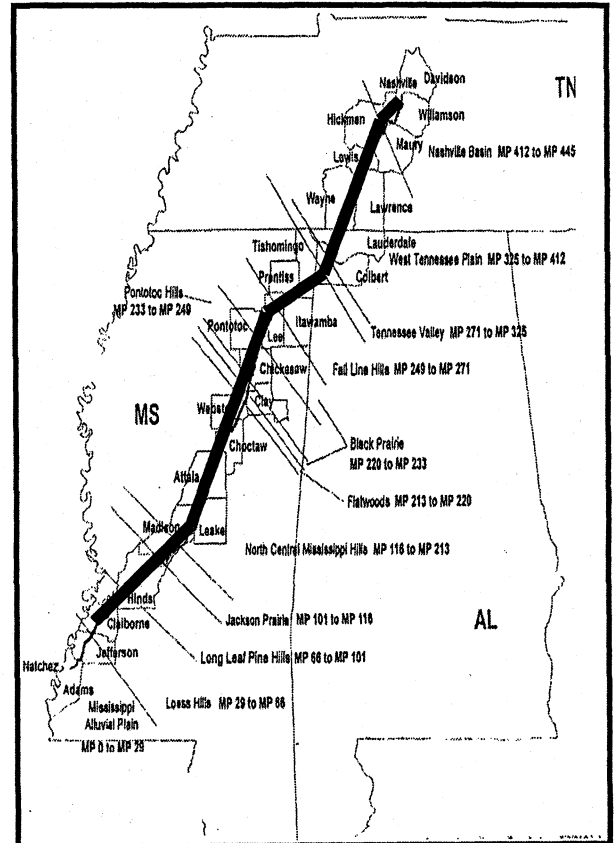 Nashville
Davidson
TN
Hickman
Williamson
Maury
Nashville Basin MP 412 to MP 445
Lewis
Wayne
Lawrence
Tishomingo
Lauderdale
West Tennessee Plain MP 325 to MP 412
Prentiss
Colbert
Pontotoc Hills
MP 233 to MP 249
Itawamba
Pontotoc
Lee
Tennessee Valley MP 271 to MP 325
Chickasaw
Fall Line Hills MP 249 to MP 271
MS
Webst
Clay
Choctaw
Black Prairie
MP 220 to MP 233
Attala
Flatwoods MP 213 to MP 220
Madison
Leake
North Central Mississippi Hills MP 116 to MP 213
Hinds
AL
Claiborne
Jackson Prairie MP 101 to MP 116
Jefferson
Long Leaf Pine Hills MP 66 to MP 101
Natchez
Adams
Mississippi
Alluvial Plain
Loess Hills MP 29 to MP 66
MP 0 to MP 29